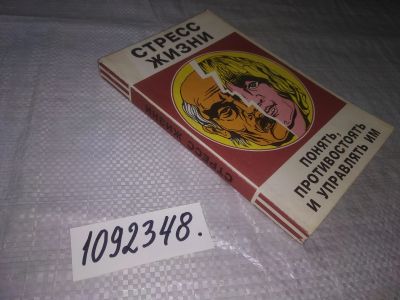 СТРЕСС
ЖИЗНИ
ПОНЯТЬ,
ПРОТИВОСТОЯТЬ
И УПРАВЛЯТЬ ИМ
СТРЕСС ЖИЗНИ
1092348.